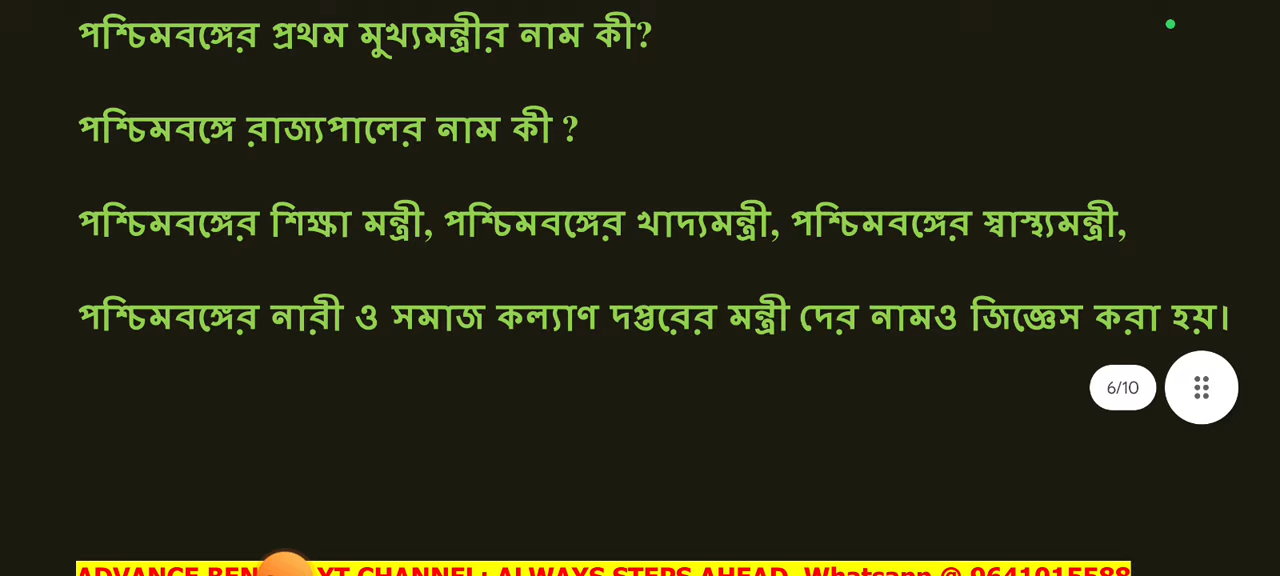 পশ্চিমবঙ্গের প্রথম মুখ্যমন্ত্রীর নাম কী?
পশ্চিমবঙ্গে রাজ্যপালের নাম কী ?
পশ্চিমবঙ্গের শিক্ষা মন্ত্রী, পশ্চিমবঙ্গের খাদ্যমন্ত্রী, পশ্চিমবঙ্গের স্বাস্থ্যমন্ত্রী,
পশ্চিমবঙ্গের নারী ও সমাজ কল্যাণ দপ্তরের মন্ত্রী দের নামও জিজ্ঞেস করা হয়।
6/10
ADVANCE YT CHANNEL: ALWAYS STEPS AHEAD, Whatsapp @ 9641015588